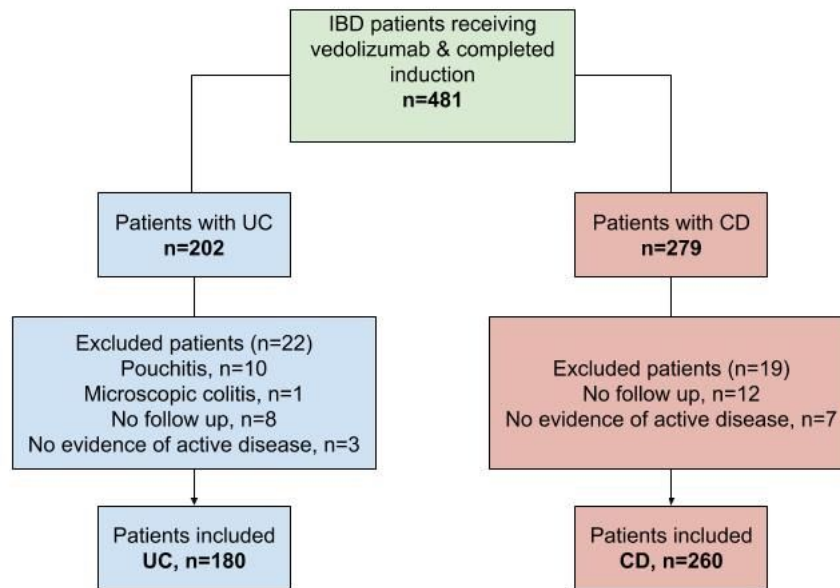 IBD patients receiving
vedolizumab & completed
induction
n=481
Patients with UC
n=202
Patients with CD
n=279
Excluded patients (n=22)
Pouchitis, n=10
Microscopic colitis, n=1
No follow up, n=8
No evidence of active disease, n=3
Excluded patients (n=19)
No follow up, n=12
No evidence of active disease, n=7
Patients included
UC, n=180
Patients included
CD, n=260